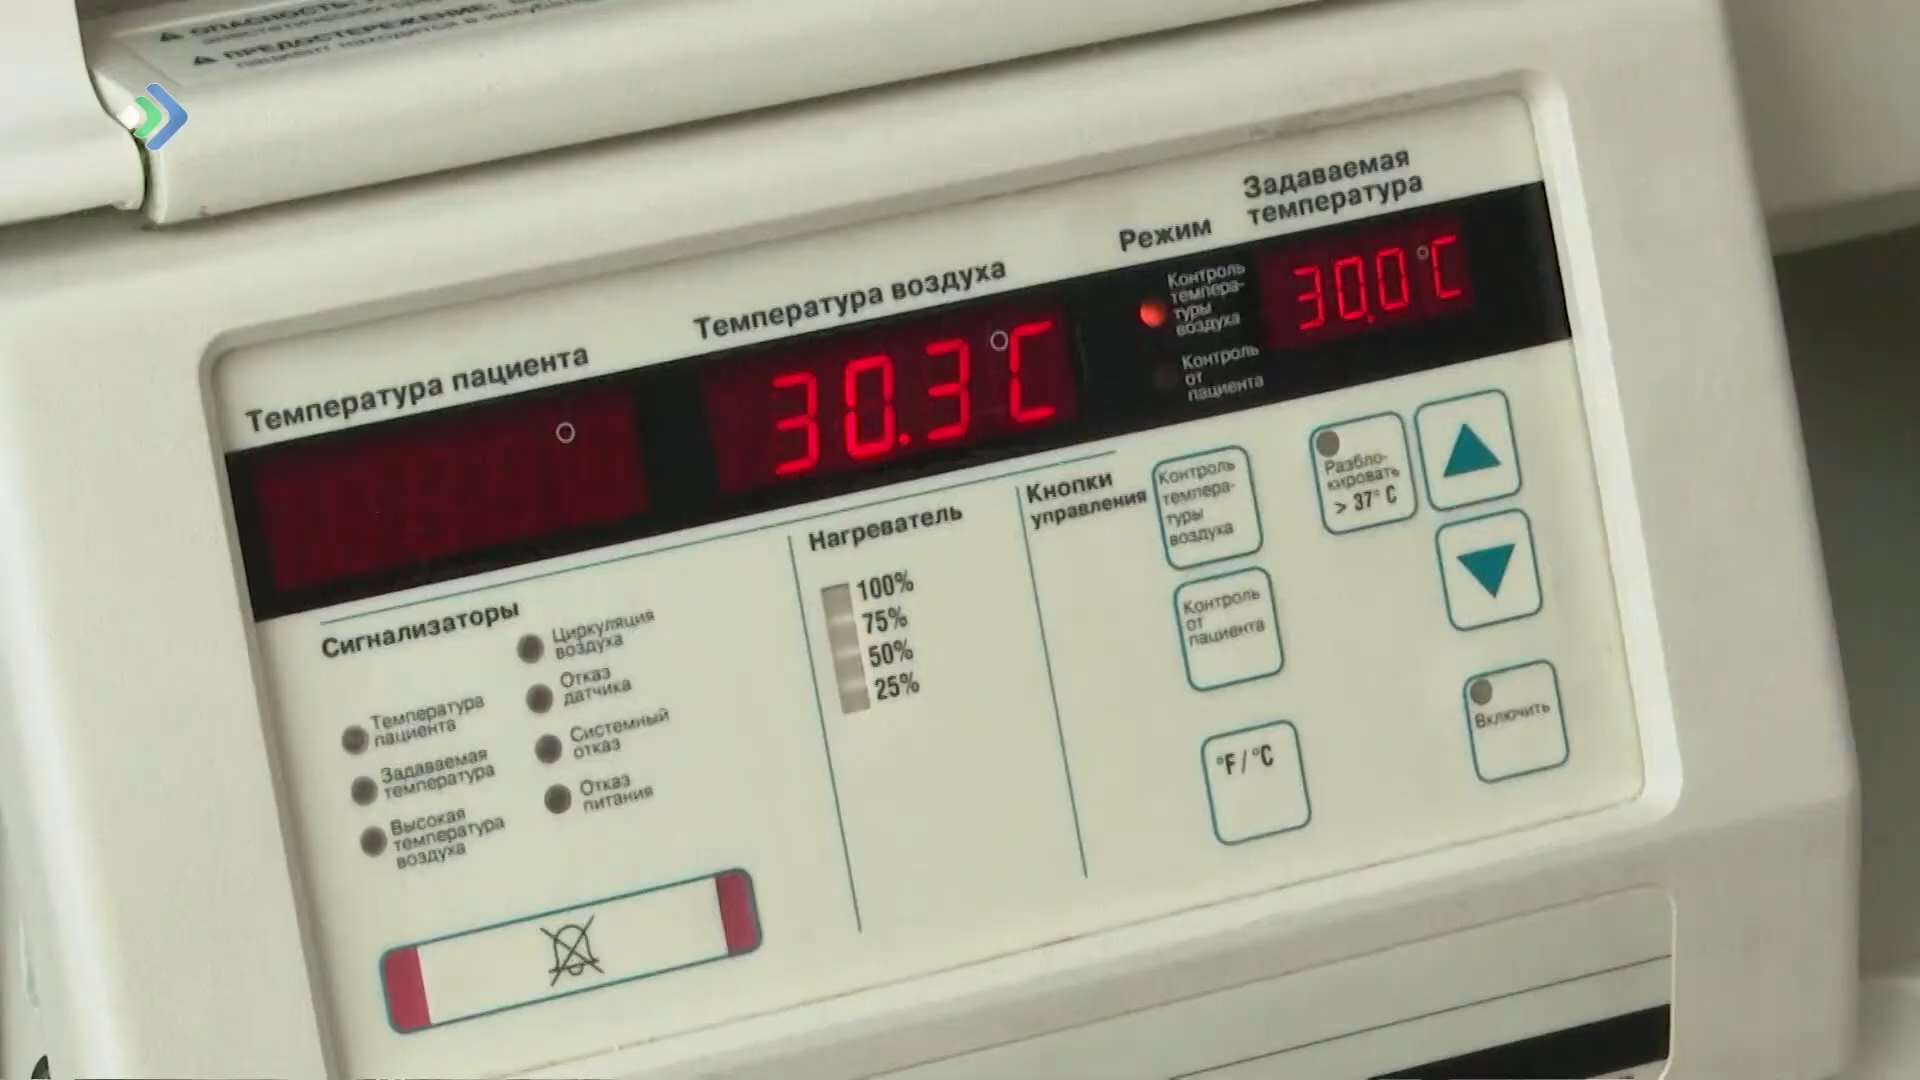 ОПАСНОСТЬ:
ПРЕДОСТЕРЕЖЕНИЕ:
Температура пациента
Температура воздуха
Режим
Задаваемая
температура
°
30.3°C
Контроль
темпера-
туры
воздуха
Контроль
от
пациента
30.0°C
Сигнализаторы
Циркуляция
воздуха
Отказ
датчика
Системный
отказ
Отказ
питания
Температура
пациента
Задаваемая
температура
Высокая
температура
воздуха
Нагреватель
100%
75%
50%
25%
Кнопки
управления
Контроль
темпера-
туры
воздуха
Контроль
от
пациента
°F/°C
Разбло-
кировать
> 37° C
Включить